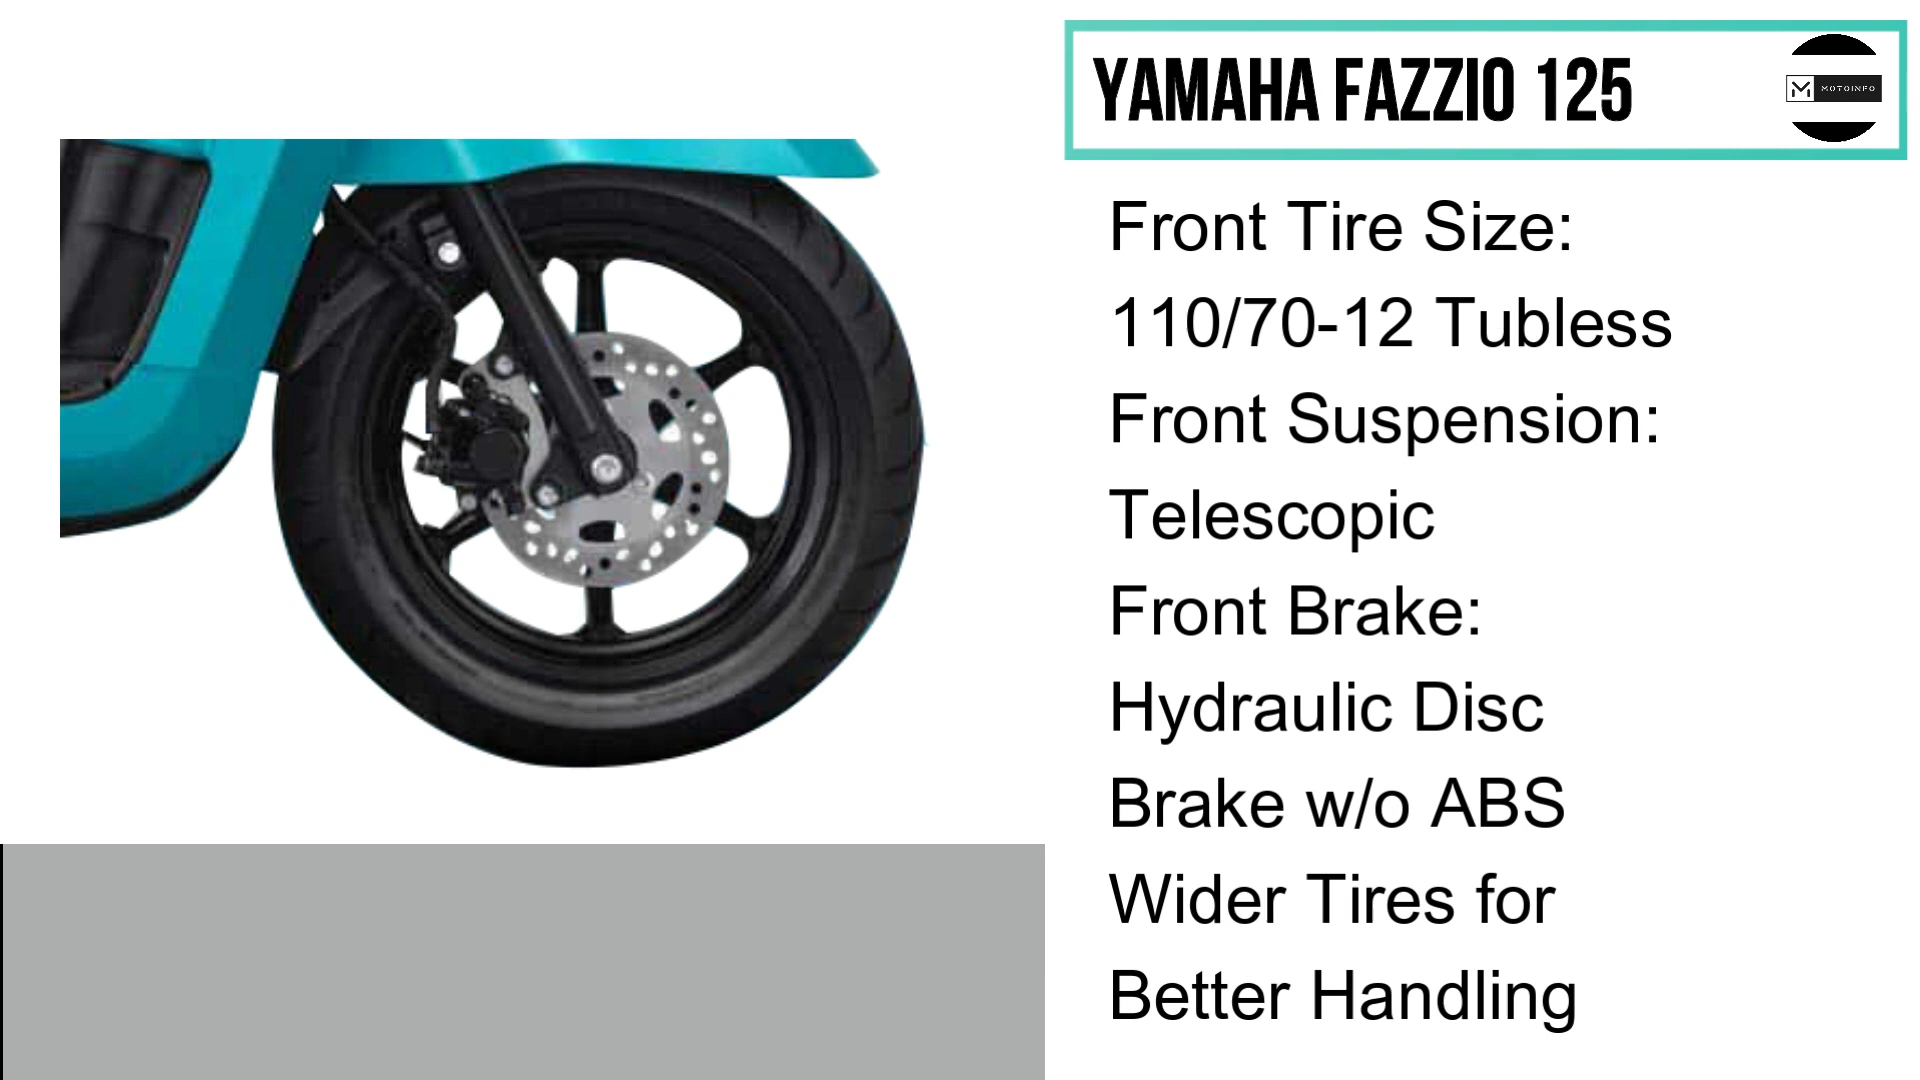 YAMAHA FAZZIO 125
M MOTOINFO
Front Tire Size:
110/70-12 Tubless
Front Suspension:
Telescopic
Front Brake:
Hydraulic Disc
Brake w/o ABS
Wider Tires for
Better Handling